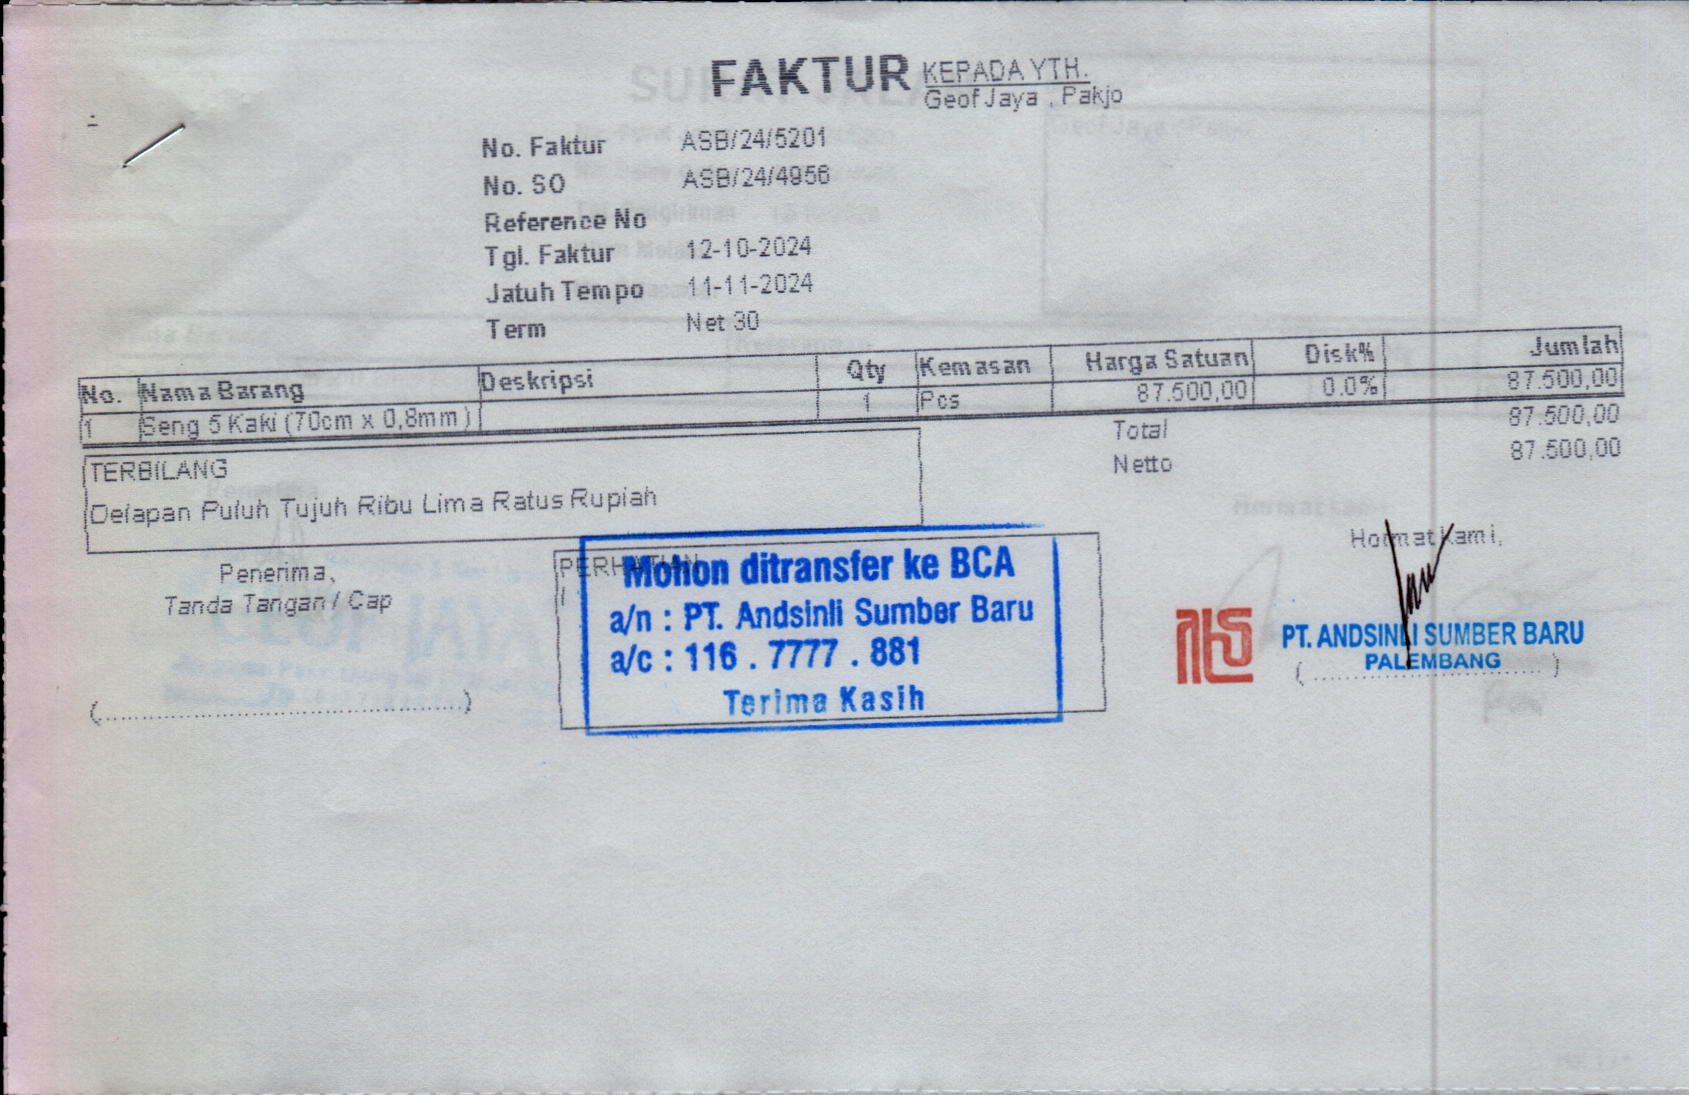 FAKTUR
KEPADA YTH.
Geof Jaya , Pakjo
No. Faktur ASB/24/5201
No. SO ASB/24/4956
Reference No
Tgl. Faktur 12-10-2024
Jatuh Tempo 11-11-2024
Term Net 30
No. Nama Barang Deskripsi Qty Kemasan Harga Satuan Disk% Jumlah
1 Seng 5 Kaki (70cm x 0,8mm) 1 Pcs 87.500,00 0.0% 87.500,00
Total 87.500,00
Netto 87.500,00
TERBILANG
Delapan Puluh Tujuh Ribu Lima Ratus Rupiah
Penerima,
Tanda Tangan / Cap
(..................................................)
PERHATIAN
Mohon ditransfer ke BCA
a/n : PT. Andsinli Sumber Baru
a/c : 116 . 7777 . 881
Terima Kasih
Hormat Kami,
PT. ANDSINLI SUMBER BARU
PALEMBANG
(..................................)